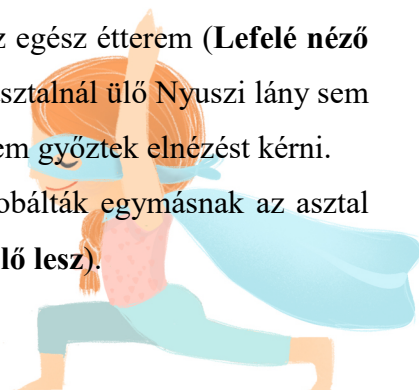 z egész étterem (Lefelé néző
sztalnál ülő Nyuszi lány sem
em győztek elnézést kérni.
obálták egymásnak az asztal
lő lesz).